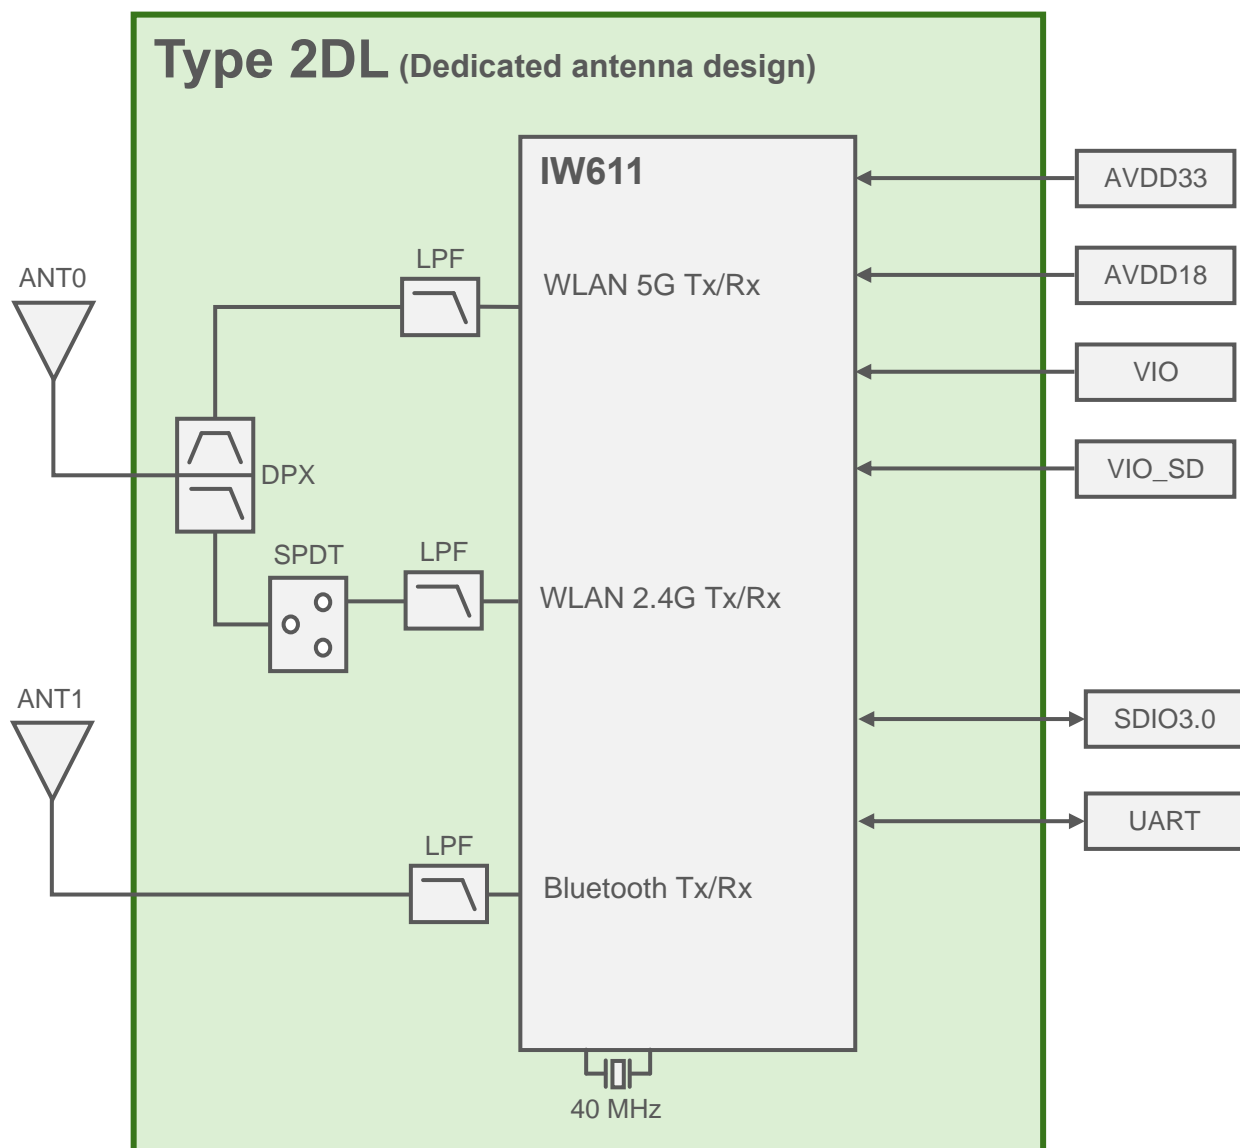 Type 2DL (Dedicated antenna design)
IW611
AVDD33
LPF
ANT0
WLAN 5G Tx/Rx
AVDD18
VIO
DPX
VIO_SD
SPDT
LPF
WLAN 2.4G Tx/Rx
ANT1
SDIO3.0
UART
LPF
Bluetooth Tx/Rx
40 MHz